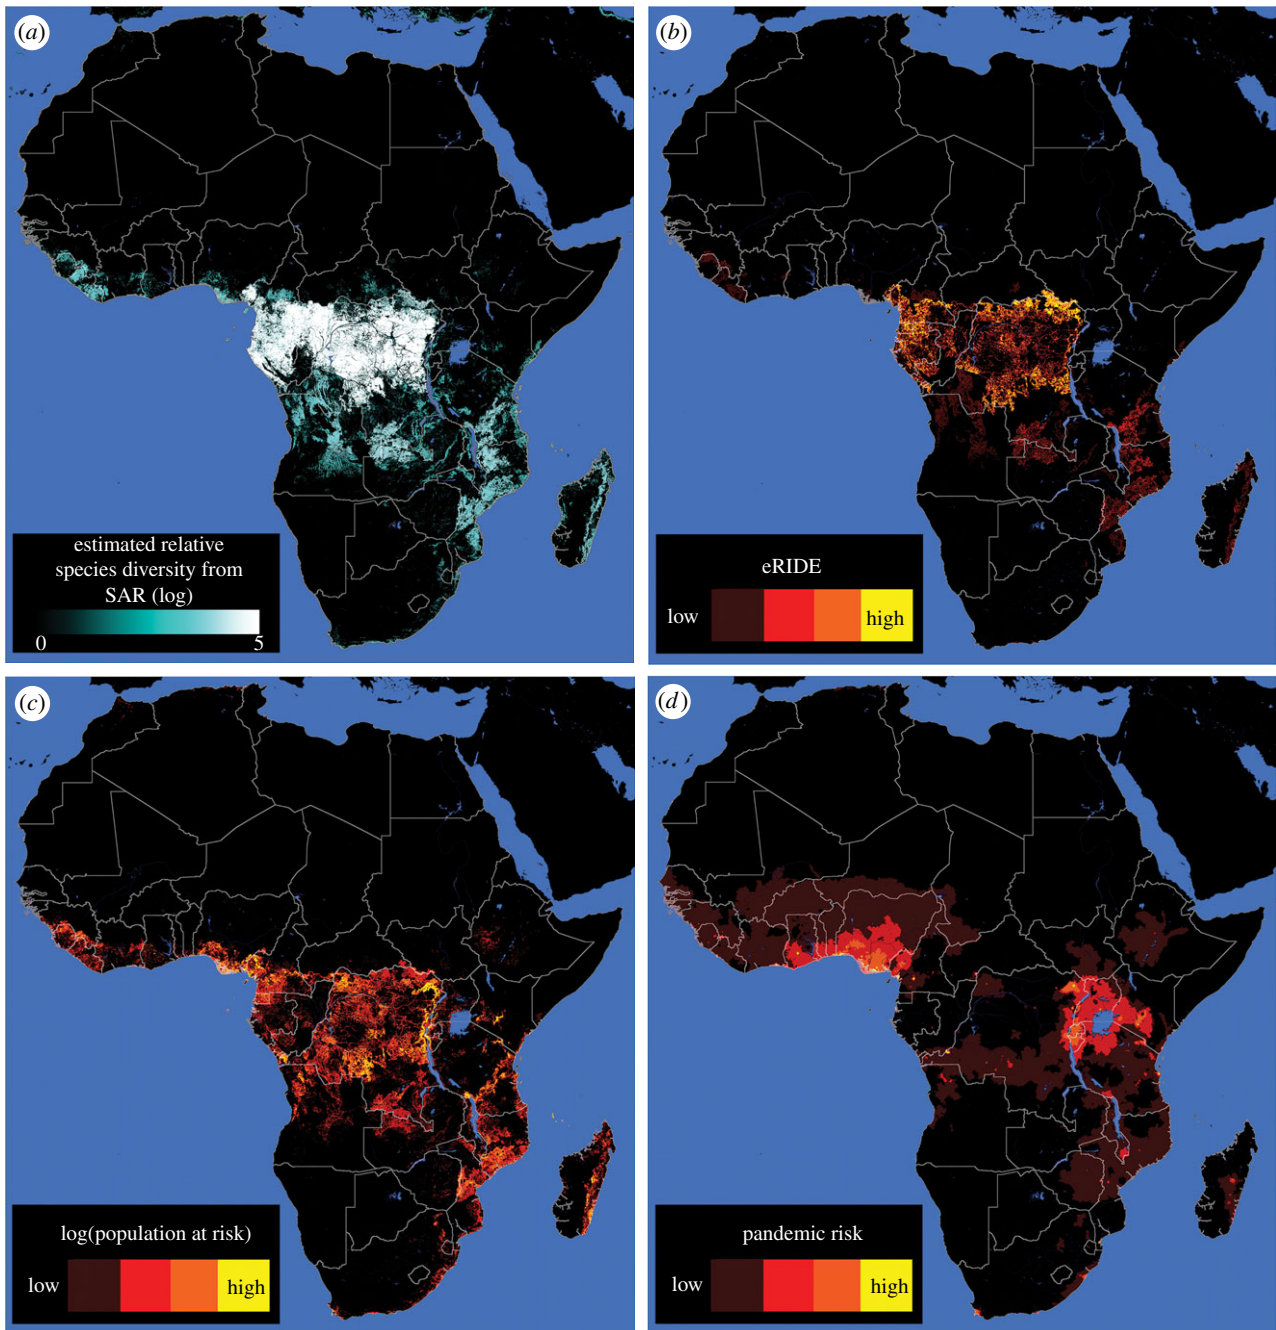 (a)
estimated relative
species diversity from
SAR (log)
0 5
(b)
eRIDE
low high
(c)
log(population at risk)
low high
(d)
pandemic risk
low high